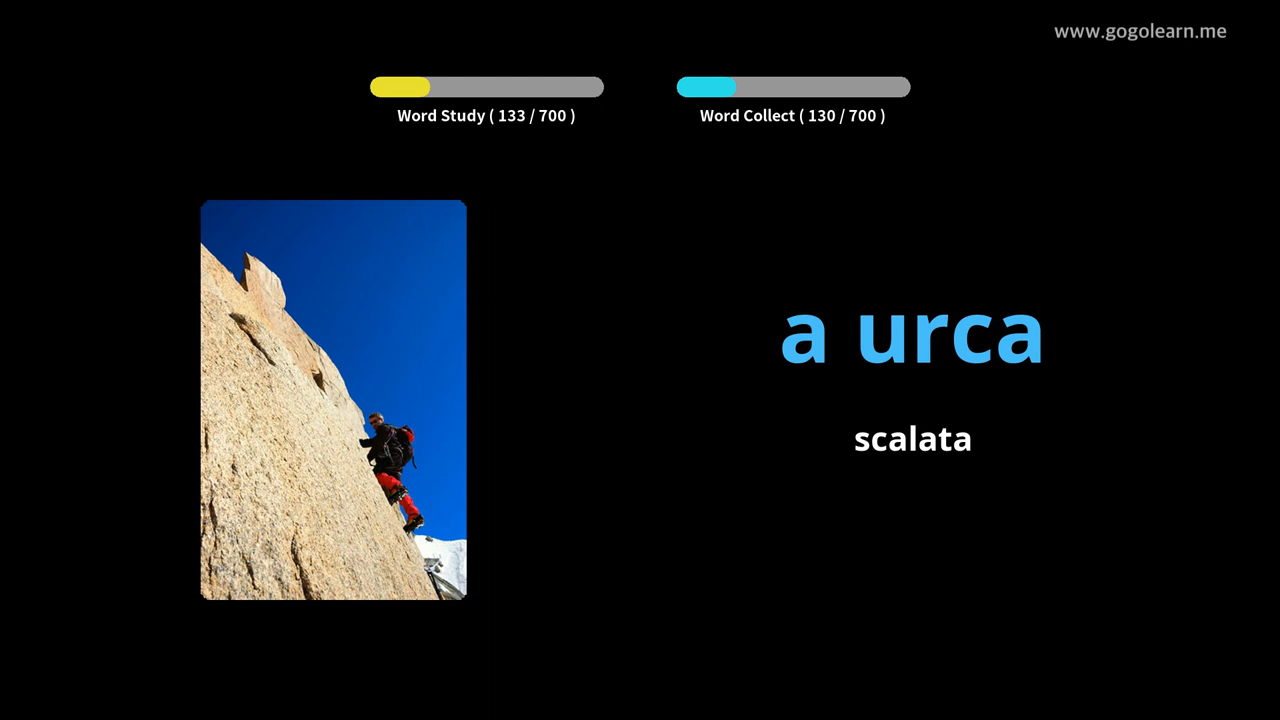 www.gogolearn.me
Word Study ( 133 / 700 )
Word Collect ( 130 / 700 )
a urca
scalata